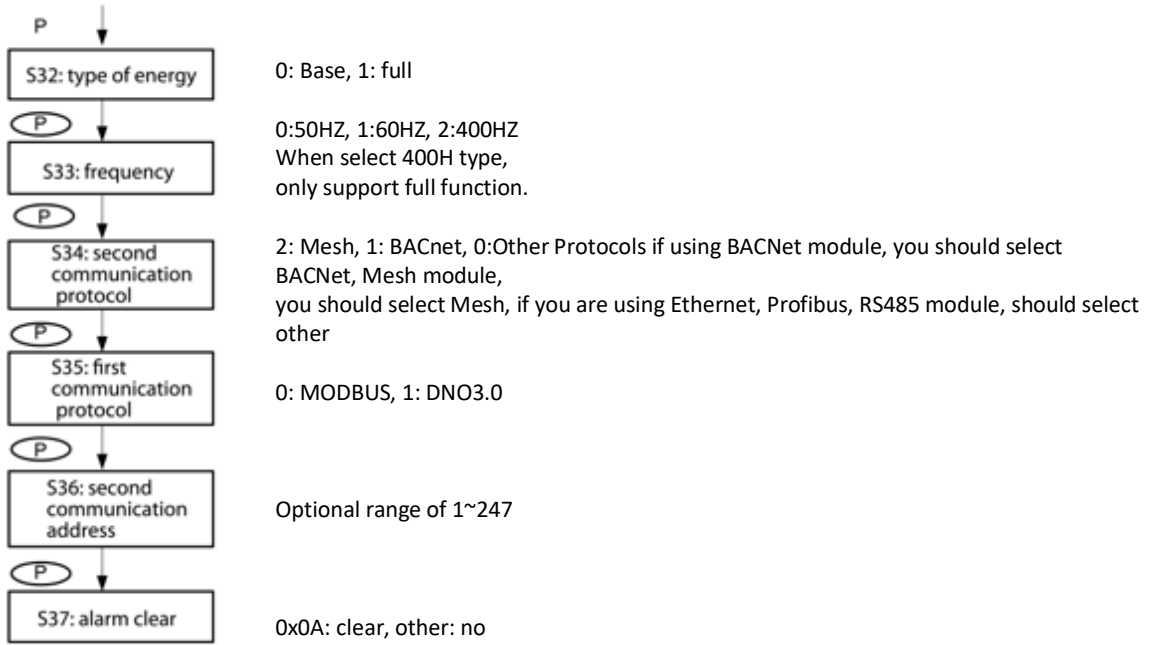 P
S32: type of energy
0: Base, 1: full
P
0:50HZ, 1:60HZ, 2:400HZ
When select 400H type,
only support full function.
S33: frequency
P
2: Mesh, 1: BACnet, 0:Other Protocols if using BACNet module, you should select
BACNet, Mesh module,
you should select Mesh, if you are using Ethernet, Profibus, RS485 module, should select
other
S34: second
communication
protocol
P
S35: first
communication
protocol
0: MODBUS, 1: DNO3.0
P
S36: second
communication
address
Optional range of 1~247
P
S37: alarm clear
0x0A: clear, other: no